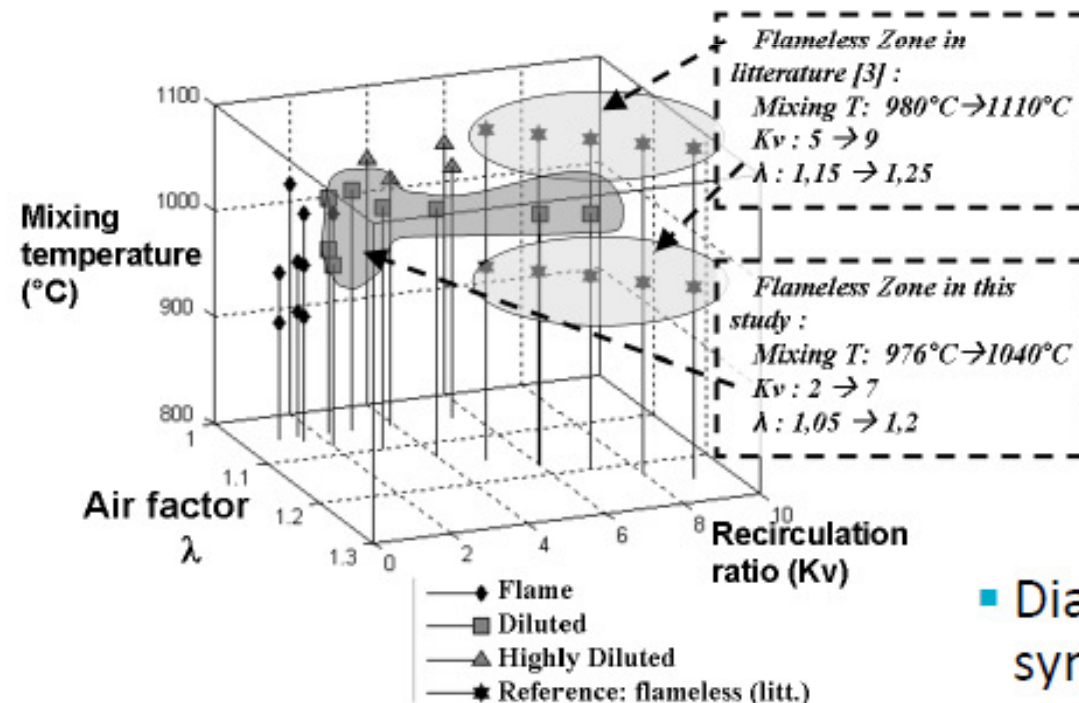 Flameless Zone in
litterature [3] :
Mixing T: 980°C→1110°C
Kv : 5 → 9
λ : 1,15 → 1,25
Flameless Zone in this
study :
Mixing T: 976°C→1040°C
Kv : 2 → 7
λ : 1,05 → 1,2
Mixing
temperature
(°C)
1100
1000
900
800
1
1.1
1.2
1.3
Air factor
λ
0
2
4
6
8
10
Recirculation
ratio (Kv)
Flame
Diluted
Highly Diluted
Reference: flameless (litt.)